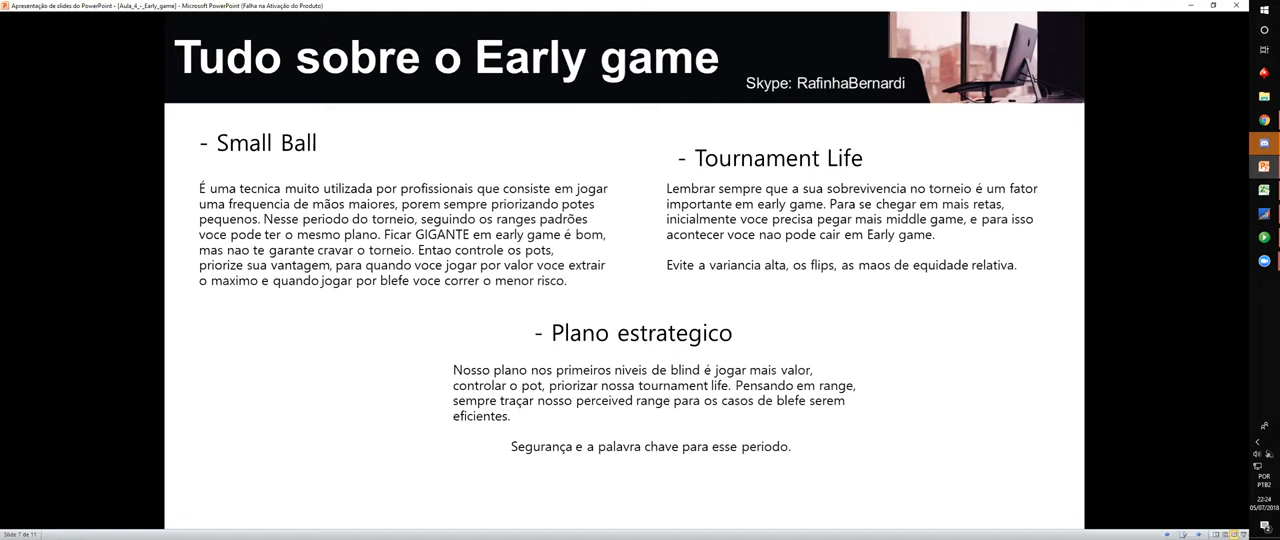 Apresentação de slides do PowerPoint - [Aula_4_-_Early_game] - Microsoft PowerPoint (Falha na Ativação do Produto)
Tudo sobre o Early game
Skype: RafinhaBernardi
- Small Ball
É uma tecnica muito utilizada por profissionais que consiste em jogar
uma frequencia de mãos maiores, porem sempre priorizando potes
pequenos. Nesse periodo do torneio, seguindo os ranges padrões
voce pode ter o mesmo plano. Ficar GIGANTE em early game é bom,
mas nao te garante cravar o torneio. Entao controle os pots,
priorize sua vantagem, para quando voce jogar por valor voce extrair
o maximo e quando jogar por blefe voce correr o menor risco.
- Tournament Life
Lembrar sempre que a sua sobrevivencia no torneio é um fator
importante em early game. Para se chegar em mais retas,
inicialmente voce precisa pegar mais middle game, e para isso
acontecer voce nao pode cair em Early game.
Evite a variancia alta, os flips, as maos de equidade relativa.
- Plano estrategico
Nosso plano nos primeiros niveis de blind é jogar mais valor,
controlar o pot, priorizar nossa tournament life. Pensando em range,
sempre traçar nosso perceived range para os casos de blefe serem
eficientes.
Segurança e a palavra chave para esse periodo.
Slide 7 de 11
POR
PTB2
22:24
05/07/2018